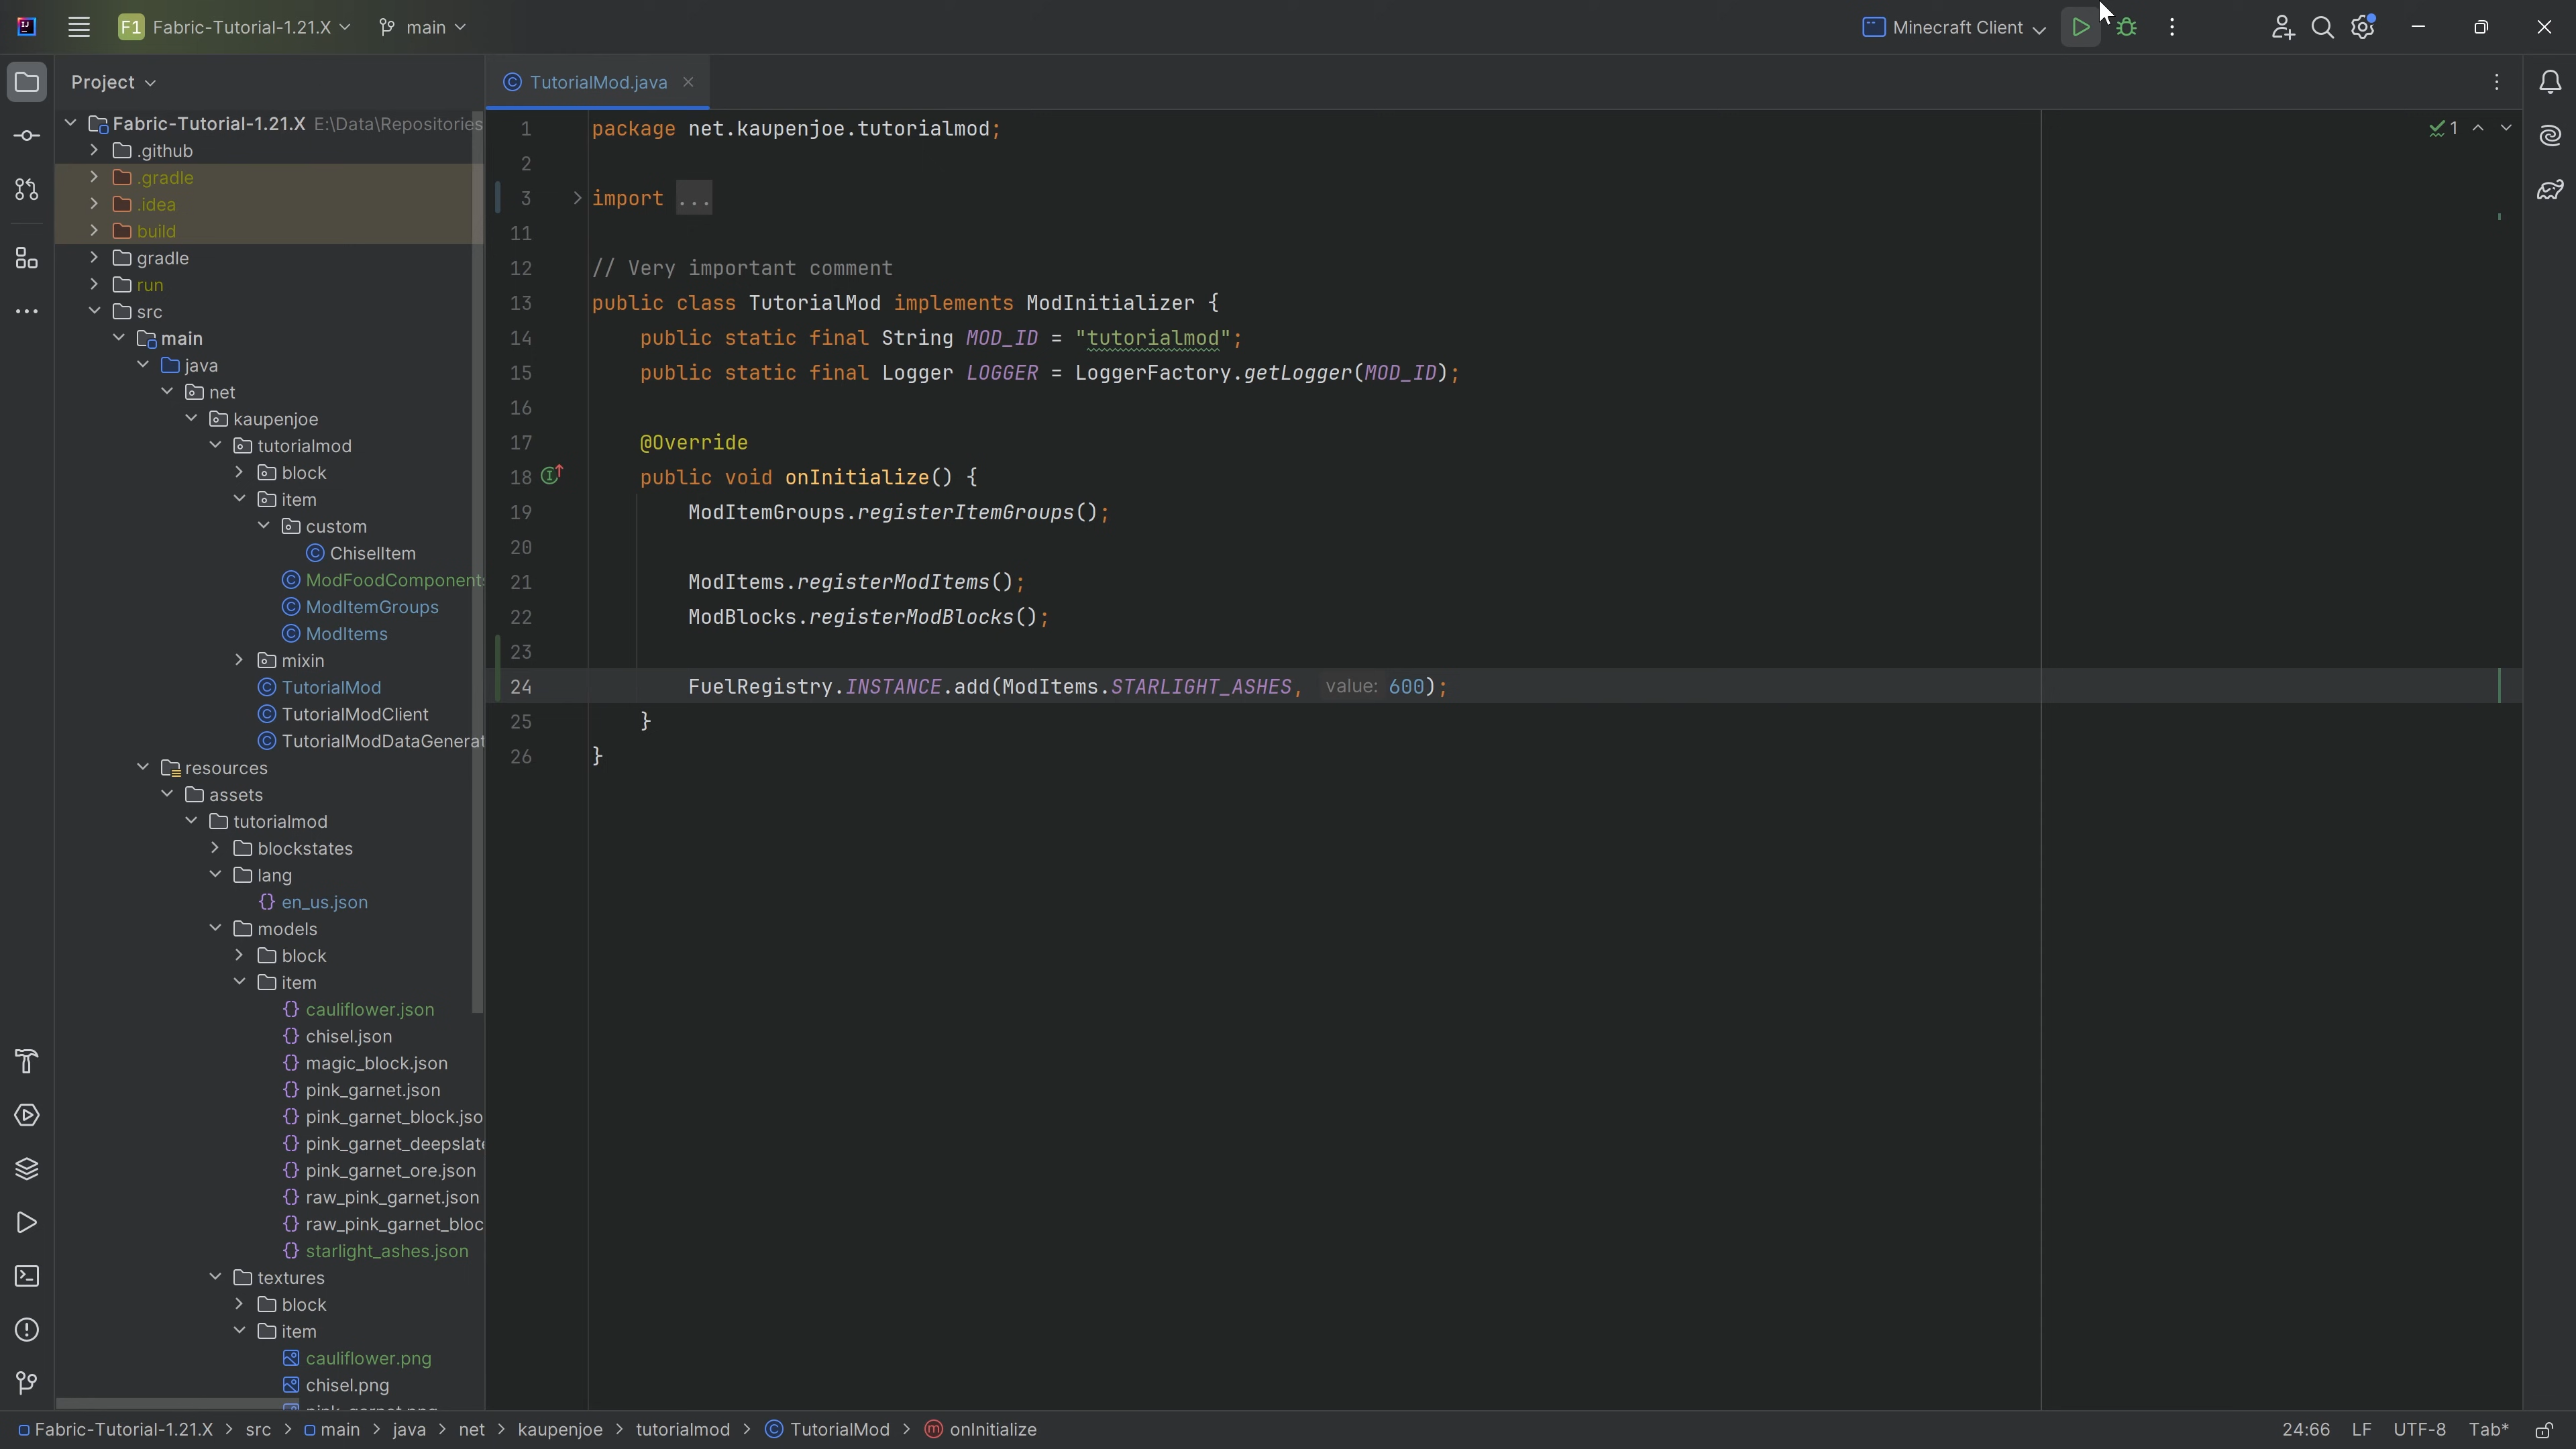 F1 Fabric-Tutorial-1.21.X main Minecraft Client
Project
TutorialMod.java
Fabric-Tutorial-1.21.X E:\Data\Repositories
.github
.gradle
.idea
build
gradle
run
src
main
java
net
kaupenjoe
tutorialmod
block
item
custom
ChiselItem
ModFoodComponents
ModItemGroups
ModItems
mixin
TutorialMod
TutorialModClient
TutorialModDataGenerat
resources
assets
tutorialmod
blockstates
lang
en_us.json
models
block
item
cauliflower.json
chisel.json
magic_block.json
pink_garnet.json
pink_garnet_block.jso
pink_garnet_deepslate
pink_garnet_ore.json
raw_pink_garnet.json
raw_pink_garnet_bloc
starlight_ashes.json
textures
block
item
cauliflower.png
chisel.png
1 package net.kaupenjoe.tutorialmod;
2
3 import ...
11
12 // Very important comment
13 public class TutorialMod implements ModInitializer {
14 public static final String MOD_ID = "tutorialmod";
15 public static final Logger LOGGER = LoggerFactory.getLogger(MOD_ID);
16
17 @Override
18 public void onInitialize() {
19 ModItemGroups.registerItemGroups();
20
21 ModItems.registerModItems();
22 ModBlocks.registerModBlocks();
23
24 FuelRegistry.INSTANCE.add(ModItems.STARLIGHT_ASHES, value: 600);
25 }
26 }
1
Fabric-Tutorial-1.21.X > src > main > java > net > kaupenjoe > tutorialmod > TutorialMod > onInitialize 24:66 LF UTF-8 Tab*